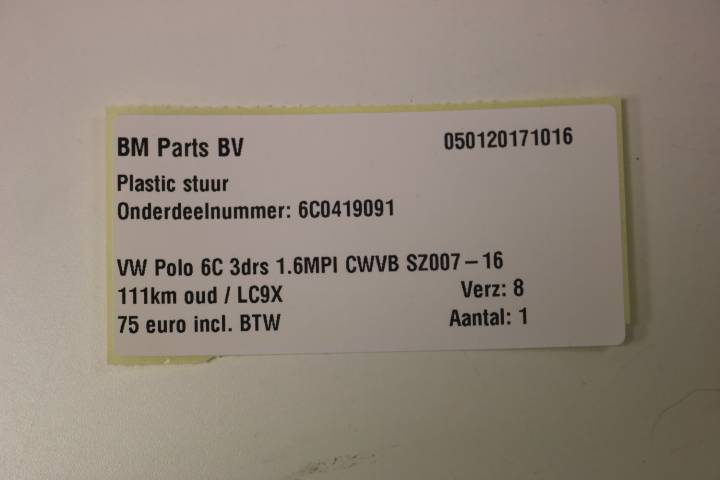 BM Parts BV 050120171016
Plastic stuur
Onderdeelnummer: 6C0419091
VW Polo 6C 3drs 1.6MPI CWVB SZ007-16
111km oud / LC9X Verz: 8
75 euro incl. BTW Aantal: 1